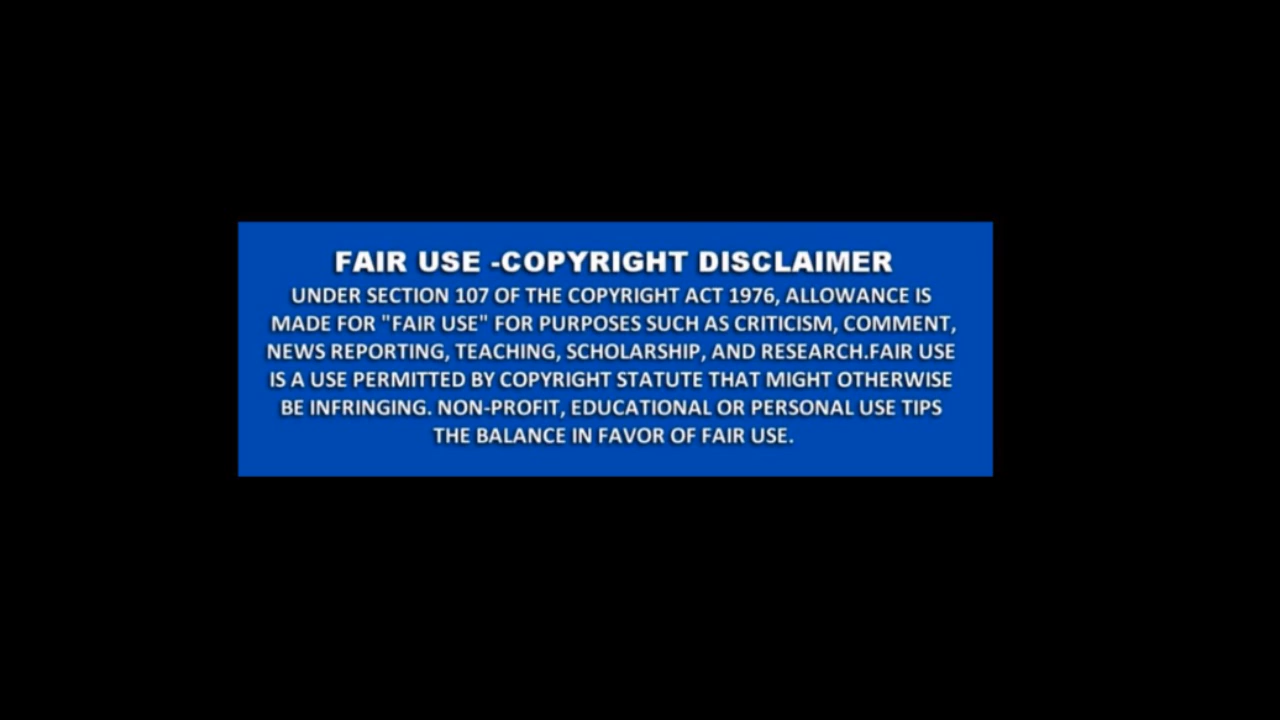 FAIR USE -COPYRIGHT DISCLAIMER
UNDER SECTION 107 OF THE COPYRIGHT ACT 1976, ALLOWANCE IS
MADE FOR "FAIR USE" FOR PURPOSES SUCH AS CRITICISM, COMMENT,
NEWS REPORTING, TEACHING, SCHOLARSHIP, AND RESEARCH.FAIR USE
IS A USE PERMITTED BY COPYRIGHT STATUTE THAT MIGHT OTHERWISE
BE INFRINGING. NON-PROFIT, EDUCATIONAL OR PERSONAL USE TIPS
THE BALANCE IN FAVOR OF FAIR USE.